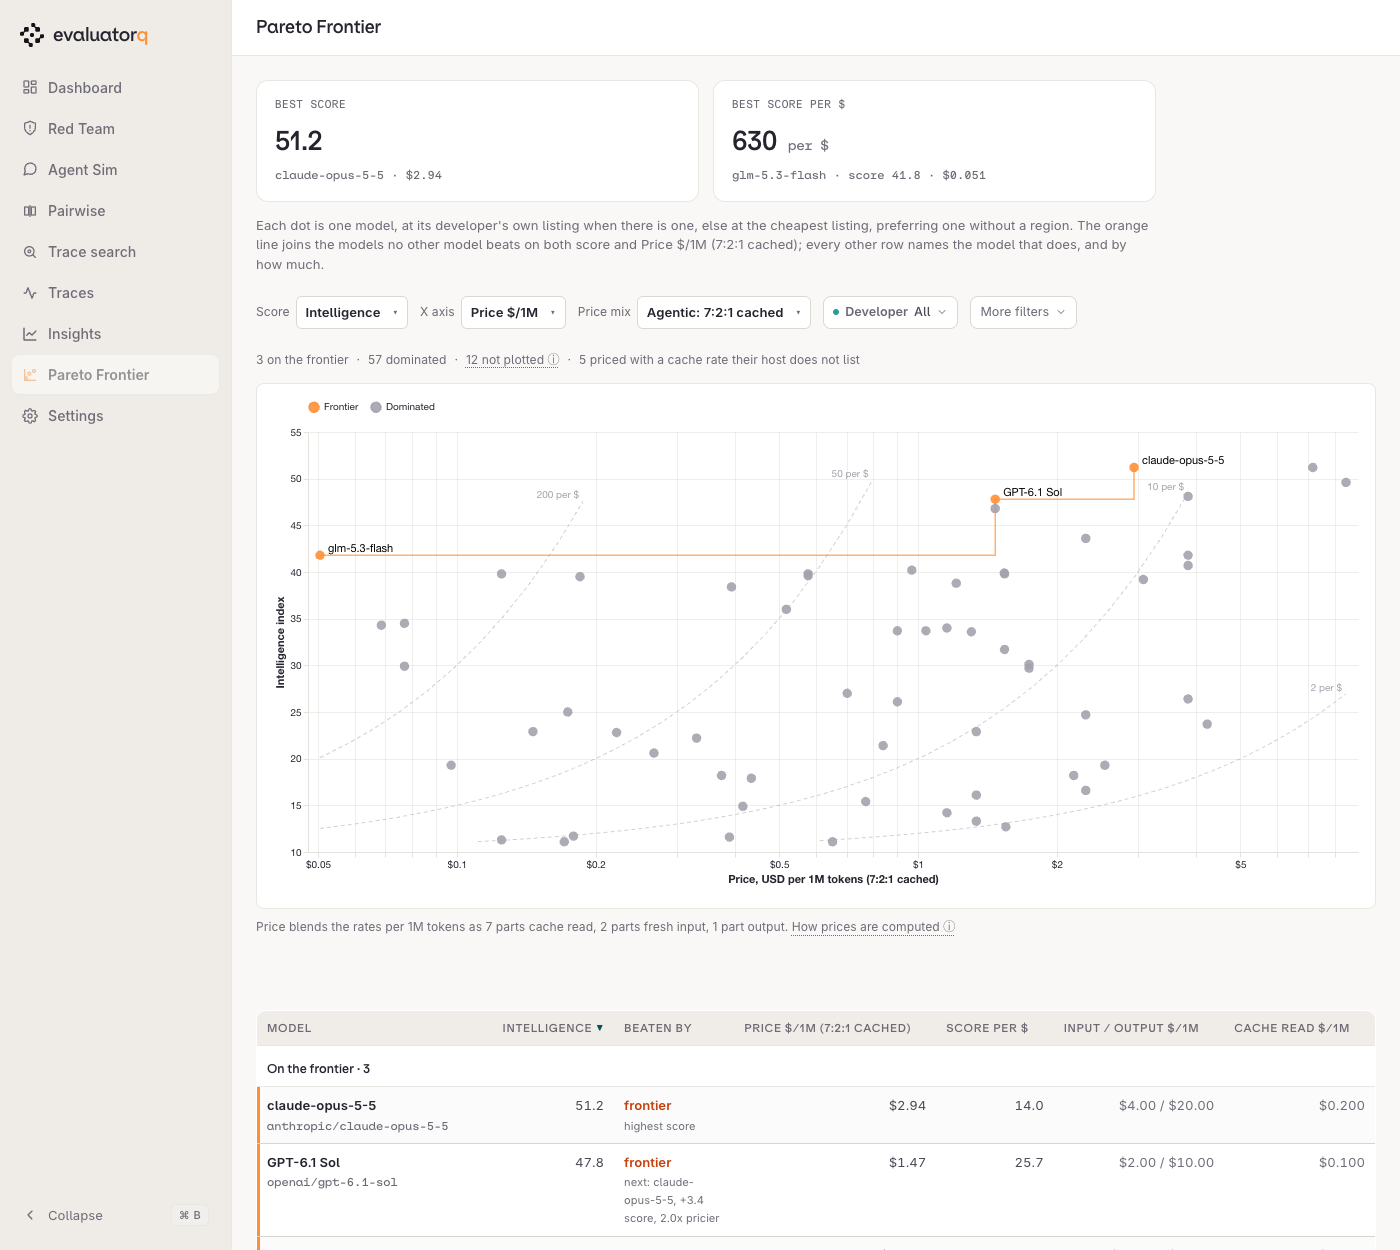 evaluatorq
Pareto Frontier
Dashboard
Red Team
Agent Sim
Pairwise
Trace search
Traces
Insights
Pareto Frontier
Settings
Collapse
⌘ B
BEST SCORE
51.2
claude-opus-5-5 · $2.94
BEST SCORE PER $
630 per $
glm-5.3-flash · score 41.8 · $0.051
Each dot is one model, at its developer's own listing when there is one, else at the cheapest listing, preferring one without a region. The orange
line joins the models no other model beats on both score and Price $/1M (7:2:1 cached); every other row names the model that does, and by
how much.
Score Intelligence X axis Price $/1M Price mix Agentic: 7:2:1 cached Developer All More filters
3 on the frontier · 57 dominated · 12 not plotted ⓘ · 5 priced with a cache rate their host does not list
Frontier Dominated
55
50
45
40
35
30
25
20
15
10
Intelligence index
200 per $
50 per $
10 per $
2 per $
claude-opus-5-5
GPT-6.1 Sol
glm-5.3-flash
$0.05 $0.1 $0.2 $0.5 $1 $2 $5
Price, USD per 1M tokens (7:2:1 cached)
Price blends the rates per 1M tokens as 7 parts cache read, 2 parts fresh input, 1 part output. How prices are computed ⓘ
MODEL INTELLIGENCE ▼ BEATEN BY PRICE $/1M (7:2:1 CACHED) SCORE PER $ INPUT / OUTPUT $/1M CACHE READ $/1M
On the frontier · 3
claude-opus-5-5 51.2 frontier $2.94 14.0 $4.00 / $20.00 $0.200
anthropic/claude-opus-5-5 highest score
GPT-6.1 Sol 47.8 frontier $1.47 25.7 $2.00 / $10.00 $0.100
openai/gpt-6.1-sol next: claude-
opus-5-5, +3.4
score, 2.0x pricier